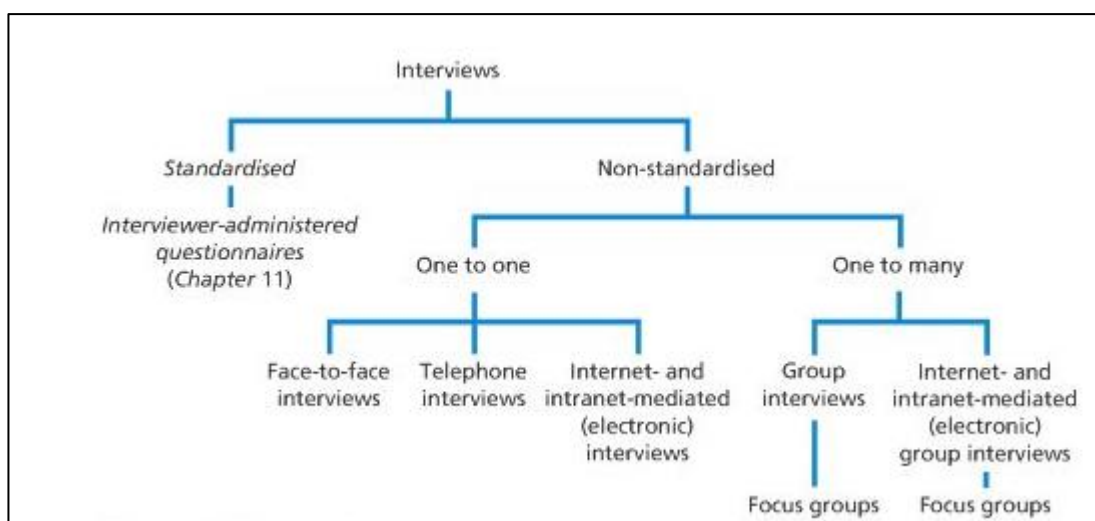 Interviews
Standardised
Non-standardised
Interviewer-administered
questionnaires
(Chapter 11)
One to one
One to many
Face-to-face
interviews
Telephone
interviews
Internet- and
intranet-mediated
(electronic)
interviews
Group
interviews
Internet- and
intranet-mediated
(electronic)
group interviews
Focus groups
Focus groups